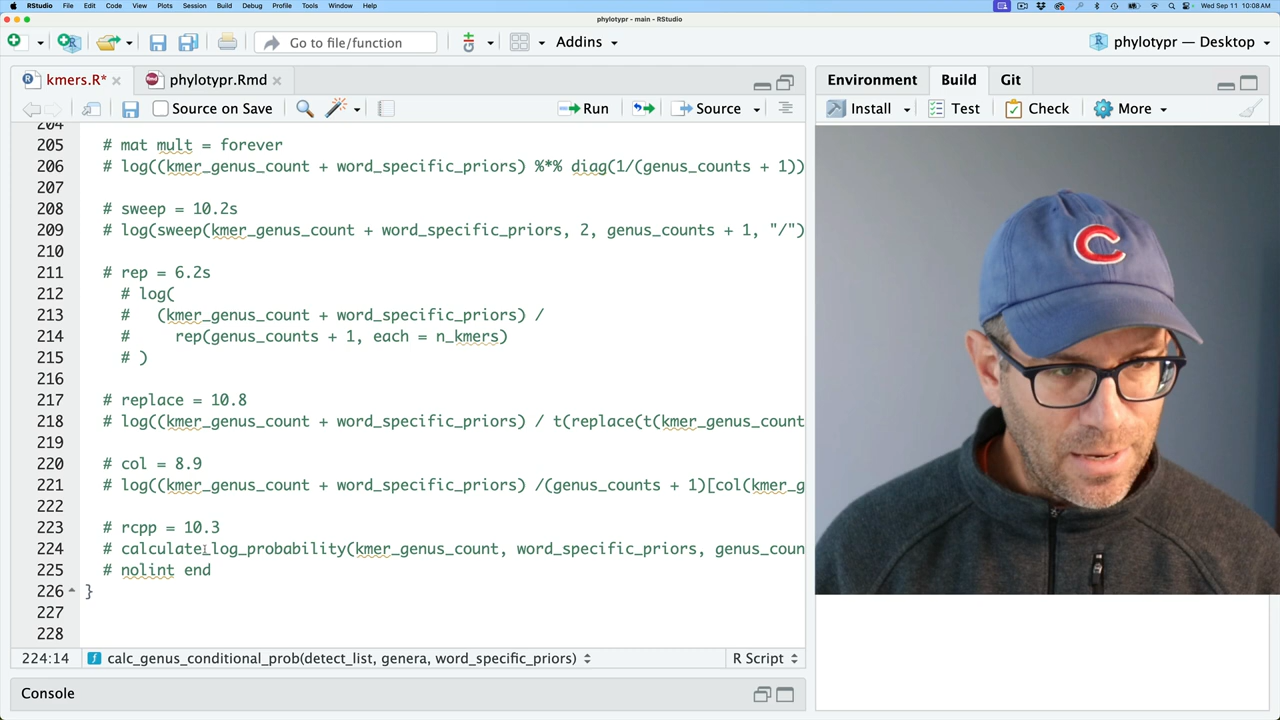 RStudio File Edit Code View Plots Session Build Debug Profile Tools Window Help Wed Sep 11 10:08 AM
phylotypr - main - RStudio
Go to file/function Addins phylotypr — Desktop
kmers.R* phylotypr.Rmd Environment Build Git
Source on Save Run Source Install Test Check More
204
205 # mat mult = forever
206 # log((kmer_genus_count + word_specific_priors) %*% diag(1/(genus_counts + 1))
207
208 # sweep = 10.2s
209 # log(sweep(kmer_genus_count + word_specific_priors, 2, genus_counts + 1, "/")
210
211 # rep = 6.2s
212 # log(
213 # (kmer_genus_count + word_specific_priors) /
214 # rep(genus_counts + 1, each = n_kmers)
215 # )
216
217 # replace = 10.8
218 # log((kmer_genus_count + word_specific_priors) / t(replace(t(kmer_genus_count
219
220 # col = 8.9
221 # log((kmer_genus_count + word_specific_priors) /(genus_counts + 1)[col(kmer_g
222
223 # rcpp = 10.3
224 # calculate_log_probability(kmer_genus_count, word_specific_priors, genus_coun
225 # nolint end
226 }
227
228
224:14 calc_genus_conditional_prob(detect_list, genera, word_specific_priors) R Script
Console
C